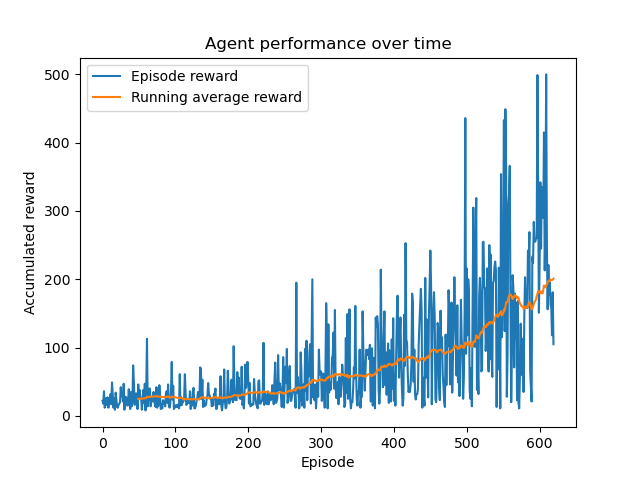 Agent performance over time
Episode reward
Running average reward
500
400
300
200
100
0
Accumulated reward
0 100 200 300 400 500 600
Episode